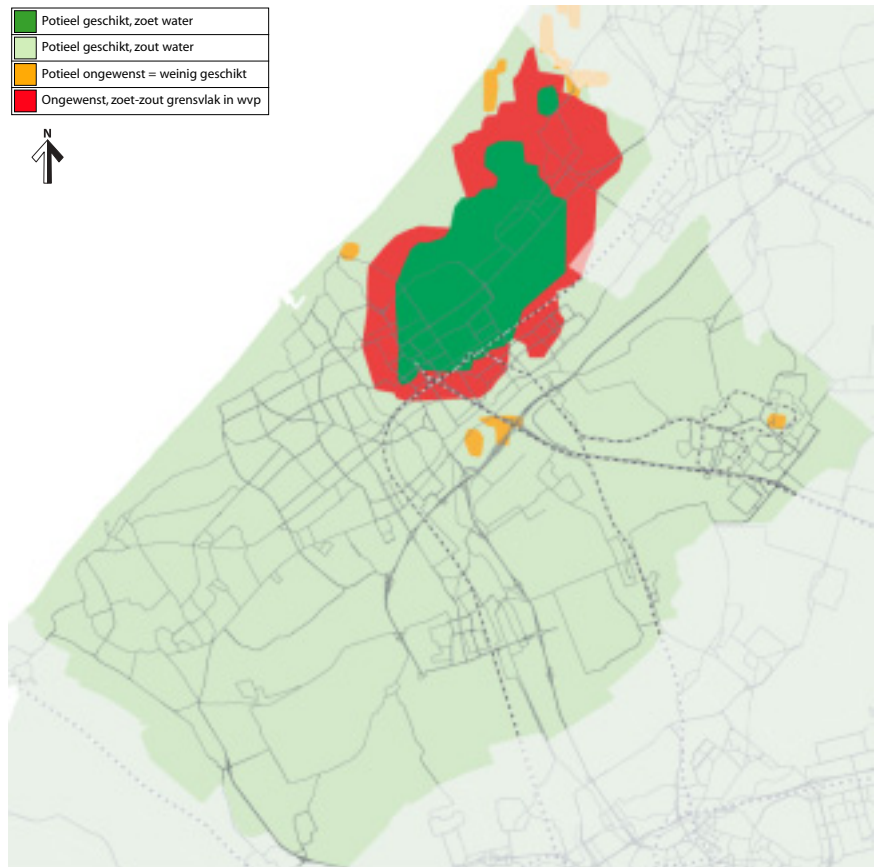 Potieel geschikt, zoet water
Potieel geschikt, zout water
Potieel ongewenst = weinig geschikt
Ongewenst, zoet-zout grensvlak in wvp
N